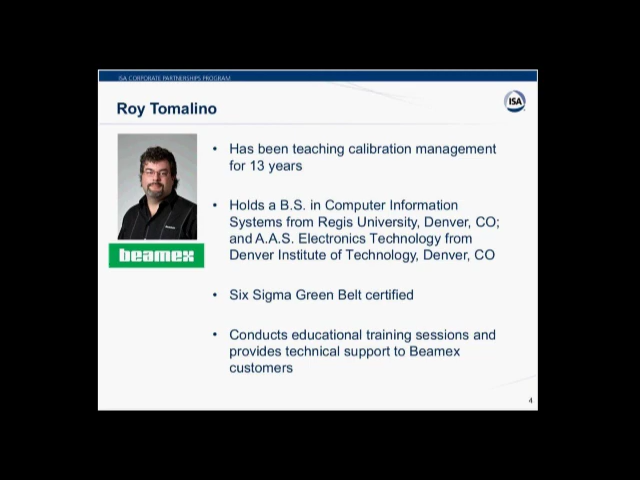 ISA CORPORATE PARTNERSHIPS PROGRAM
Roy Tomalino
ISA
• Has been teaching calibration management
for 13 years
• Holds a B.S. in Computer Information
Systems from Regis University, Denver, CO;
and A.A.S. Electronics Technology from
Denver Institute of Technology, Denver, CO
beamex
• Six Sigma Green Belt certified
• Conducts educational training sessions and
provides technical support to Beamex
customers
4